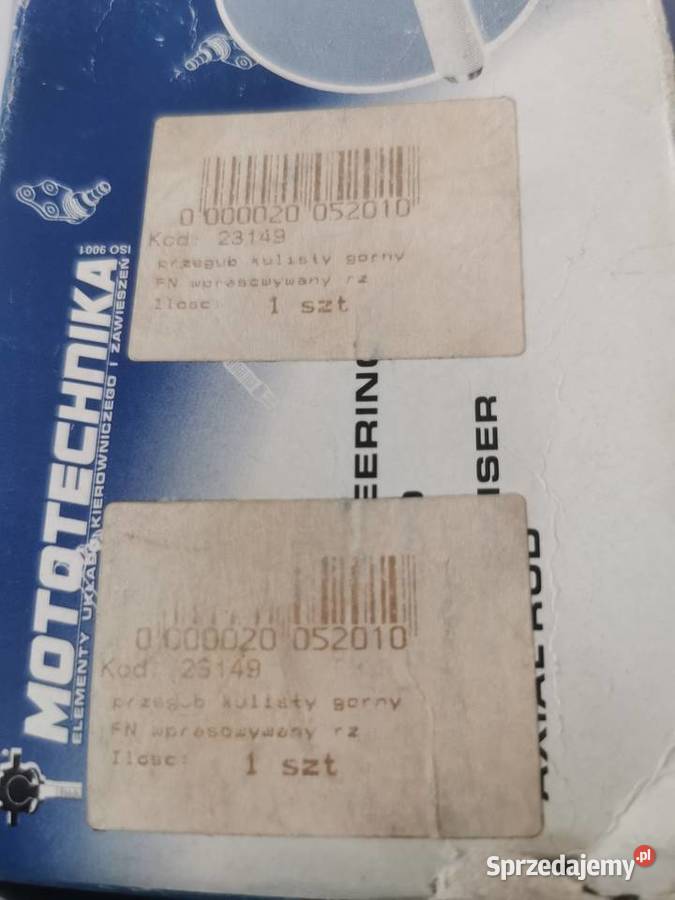 0 000020 052010
Kod: 23149
przegub kulisty gorny
FN wprasowywany rz
Ilosc: 1 szt
MOTOTECHNIKA
ELEMENTY UKŁADU KIEROWNICZEGO I ZAWIESZEŃ
ISO 9001
EERING
ISER
AXIAL ROD
0 000020 052010
Kod: 23149
przegub kulisty gorny
FN wprasowywany rz
Ilosc: 1 szt
Sprzedajemy.pl